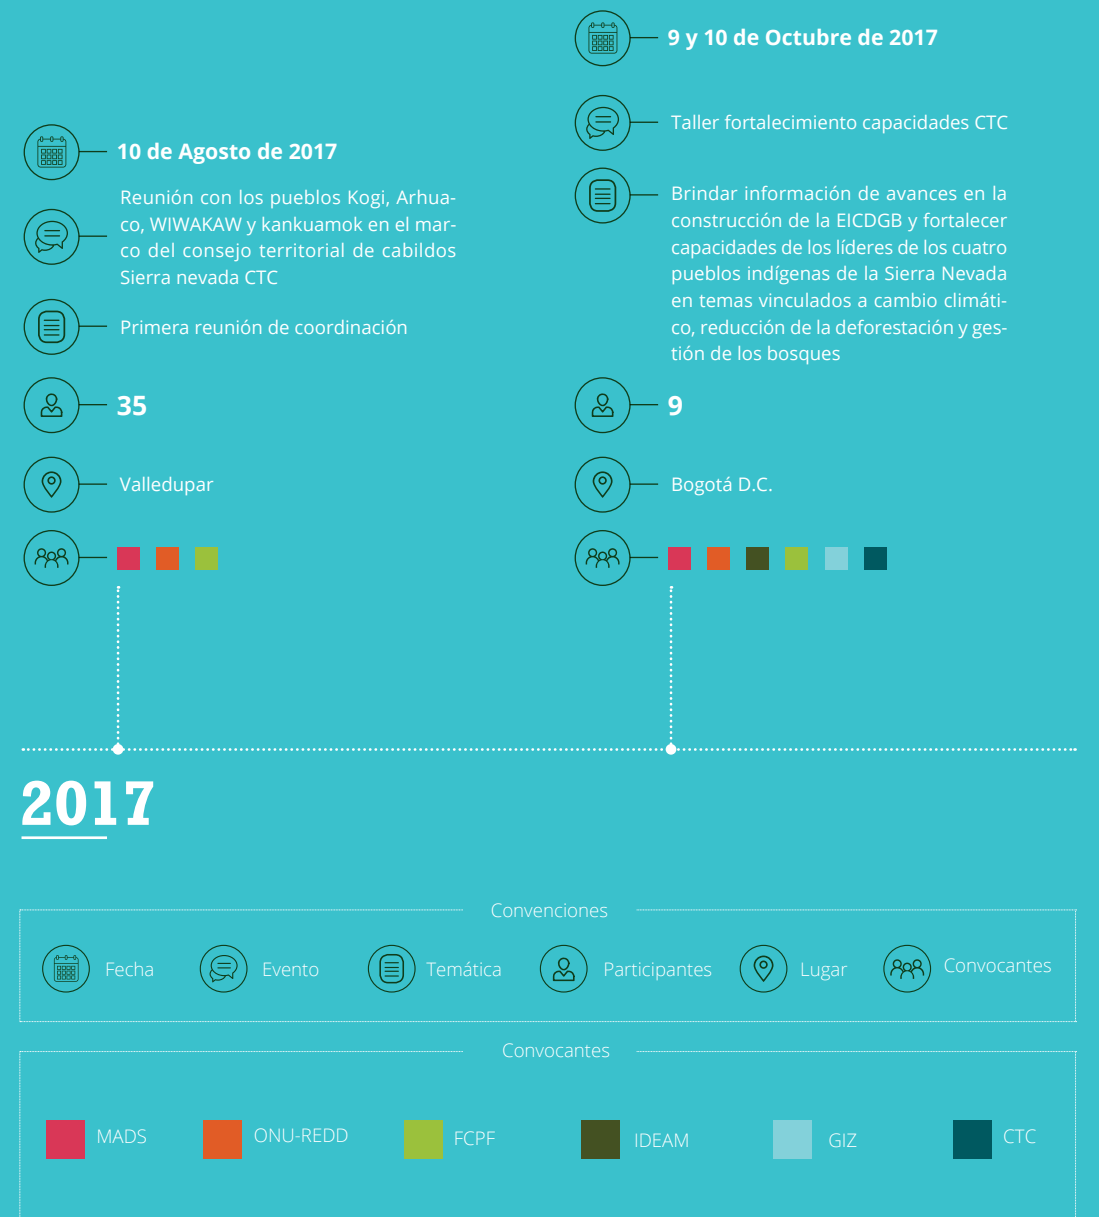 10 de Agosto de 2017
Reunión con los pueblos Kogi, Arhua-
co, WIWAKAW y kankuamok en el mar-
co del consejo territorial de cabildos
Sierra nevada CTC
Primera reunión de coordinación
35
Valledupar
9 y 10 de Octubre de 2017
Taller fortalecimiento capacidades CTC
Brindar información de avances en la
construcción de la EICDGB y fortalecer
capacidades de los líderes de los cuatro
pueblos indígenas de la Sierra Nevada
en temas vinculados a cambio climáti-
co, reducción de la deforestación y ges-
tión de los bosques
9
Bogotá D.C.
2017
Convenciones
Fecha
Evento
Temática
Participantes
Lugar
Convocantes
Convocantes
MADS
ONU-REDD
FCPF
IDEAM
GIZ
CTC